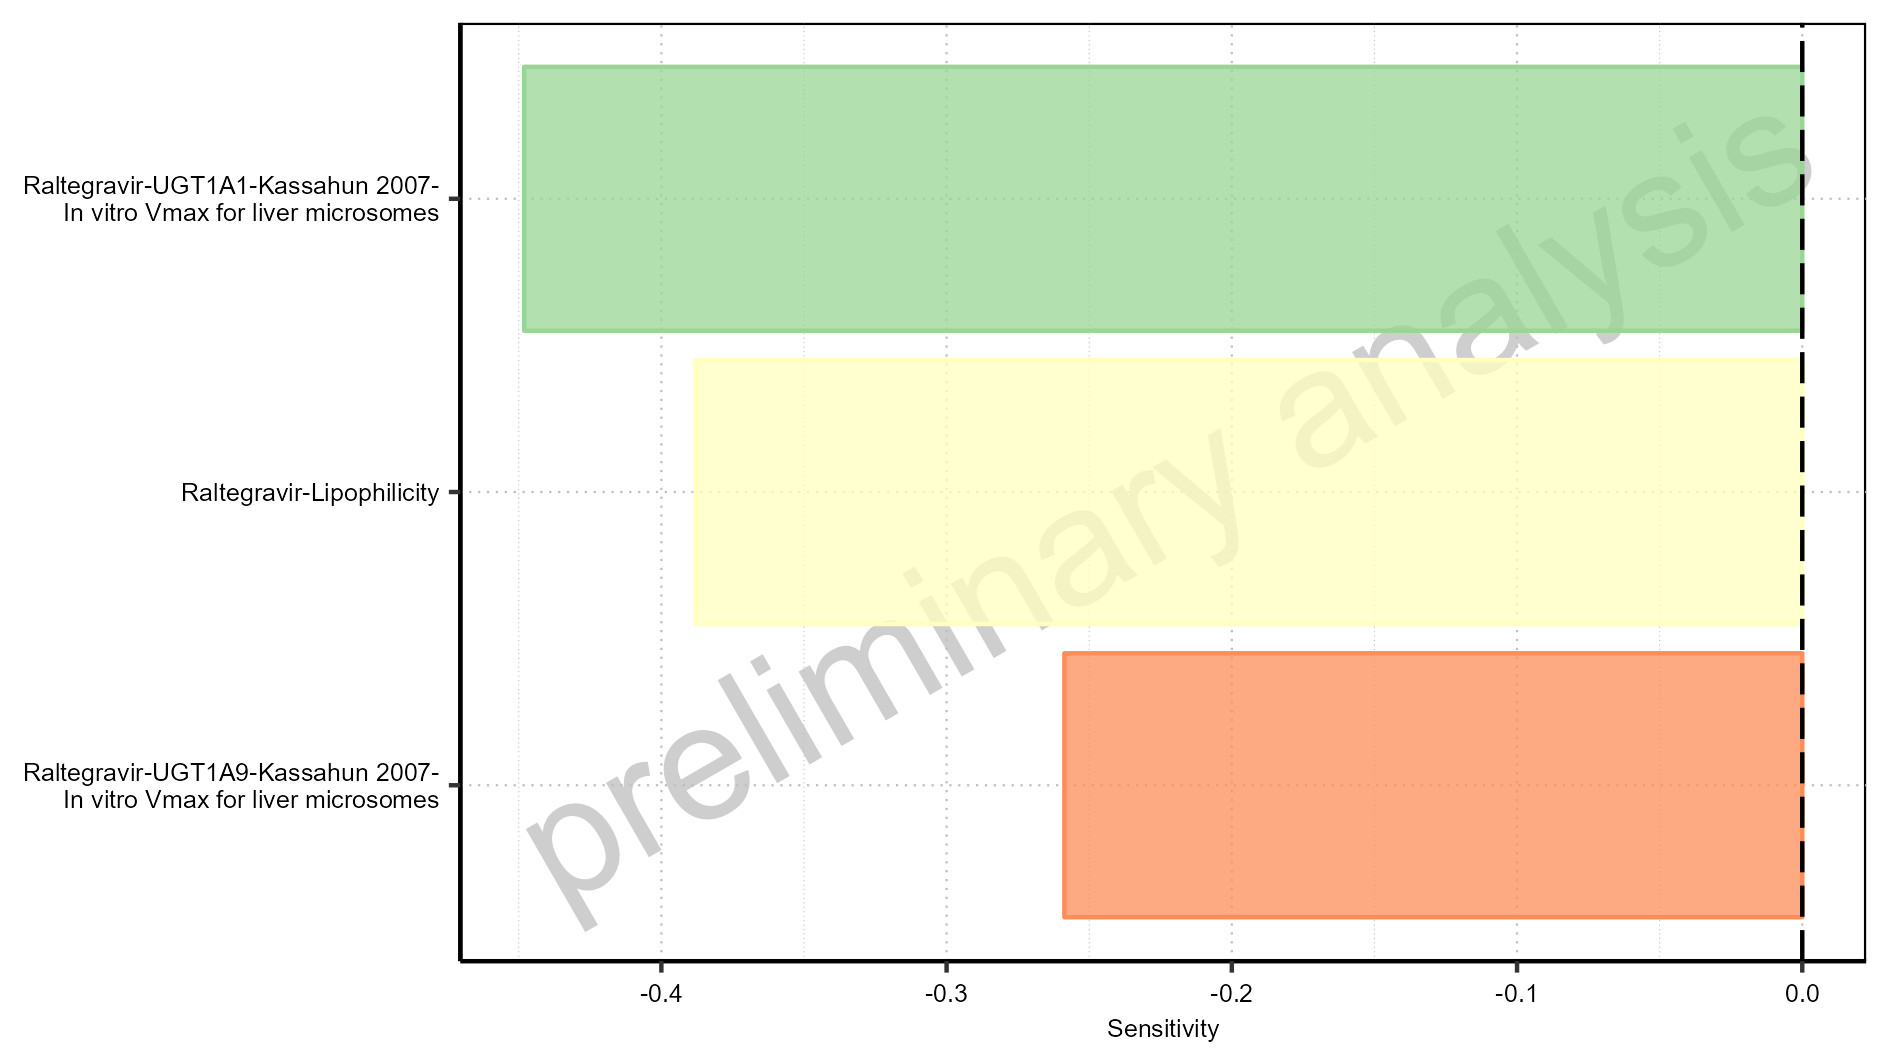 Raltegravir-UGT1A1-Kassahun 2007-
In vitro Vmax for liver microsomes
Raltegravir-Lipophilicity
Raltegravir-UGT1A9-Kassahun 2007-
In vitro Vmax for liver microsomes
preliminary analysis
-0.4 -0.3 -0.2 -0.1 0.0
Sensitivity